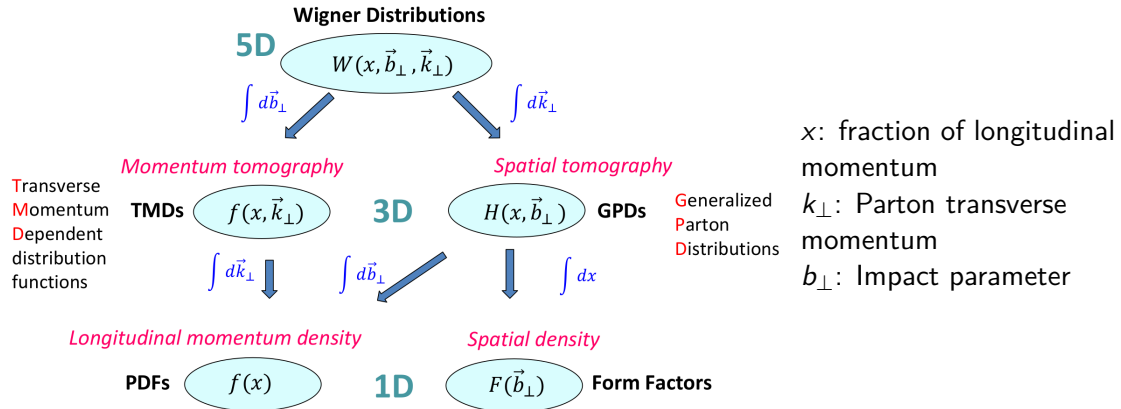 Wigner Distributions
5D
W(x, b⃗⊥, k⃗⊥)
∫ db⃗⊥
∫ dk⃗⊥
Momentum tomography
Spatial tomography
Transverse
Momentum
Dependent
distribution
functions
TMDs
f(x, k⃗⊥)
3D
H(x, b⃗⊥)
GPDs
Generalized
Parton
Distributions
∫ dk⃗⊥
∫ db⃗⊥
∫ dx
Longitudinal momentum density
Spatial density
PDFs
f(x)
1D
F(b⃗⊥)
Form Factors
x: fraction of longitudinal
momentum
k⊥: Parton transverse
momentum
b⊥: Impact parameter